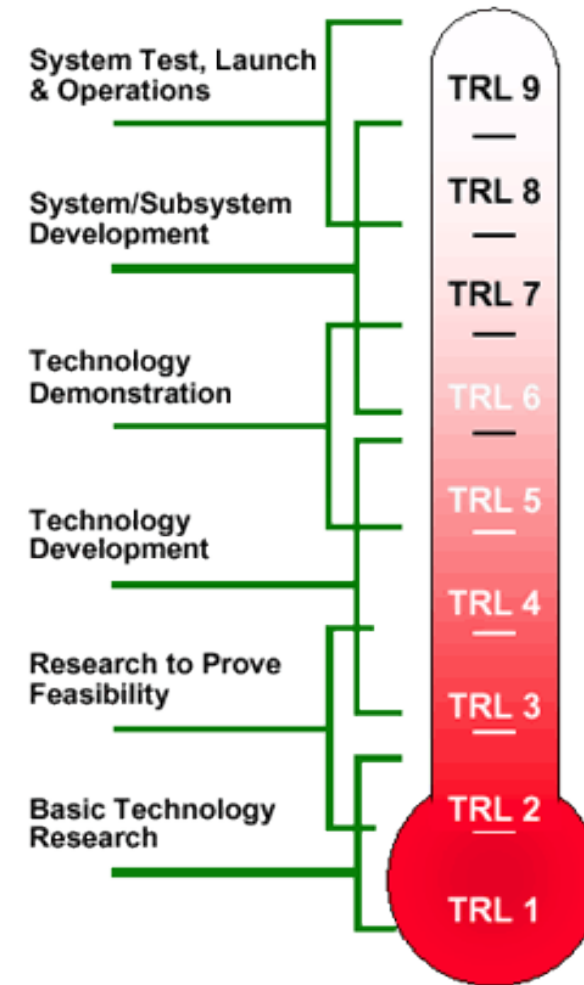 System Test, Launch
& Operations
System/Subsystem
Development
Technology
Demonstration
Technology
Development
Research to Prove
Feasibility
Basic Technology
Research
TRL 9
TRL 8
TRL 7
TRL 6
TRL 5
TRL 4
TRL 3
TRL 2
TRL 1